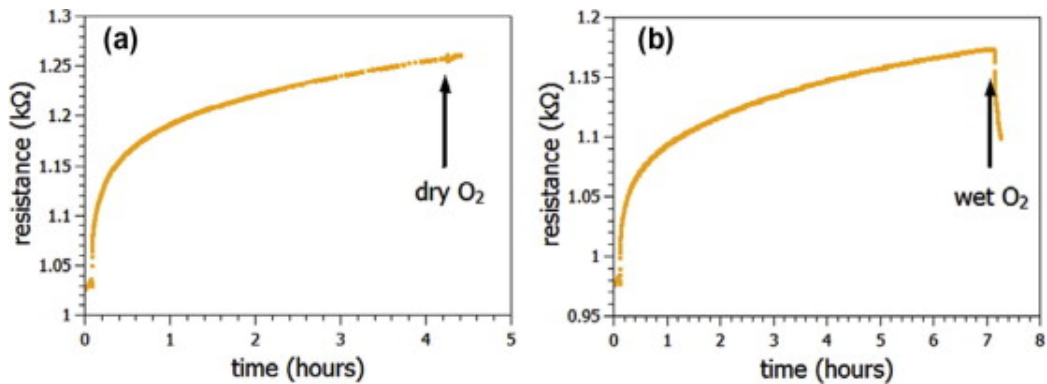 (a)
resistance (kΩ)
1.3
1.25
1.2
1.15
1.1
1.05
1
0 1 2 3 4 5
time (hours)
dry O₂
(b)
resistance (kΩ)
1.2
1.15
1.1
1.05
1
0.95
0 1 2 3 4 5 6 7 8
time (hours)
wet O₂